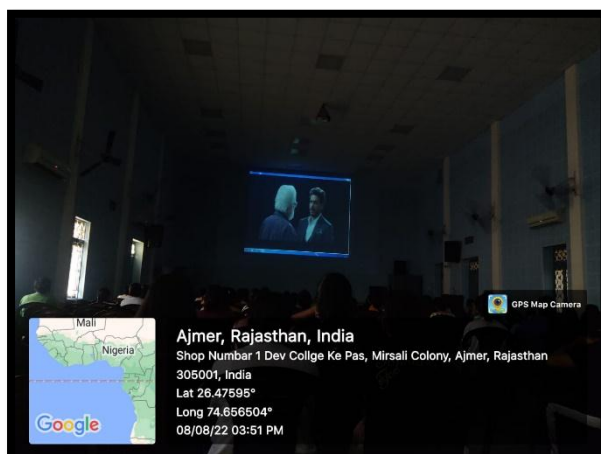 GPS Map Camera
Mali
Nigeria
Google
Ajmer, Rajasthan, India
Shop Numbar 1 Dev Collge Ke Pas, Mirsali Colony, Ajmer, Rajasthan
305001, India
Lat 26.47595°
Long 74.656504°
08/08/22 03:51 PM